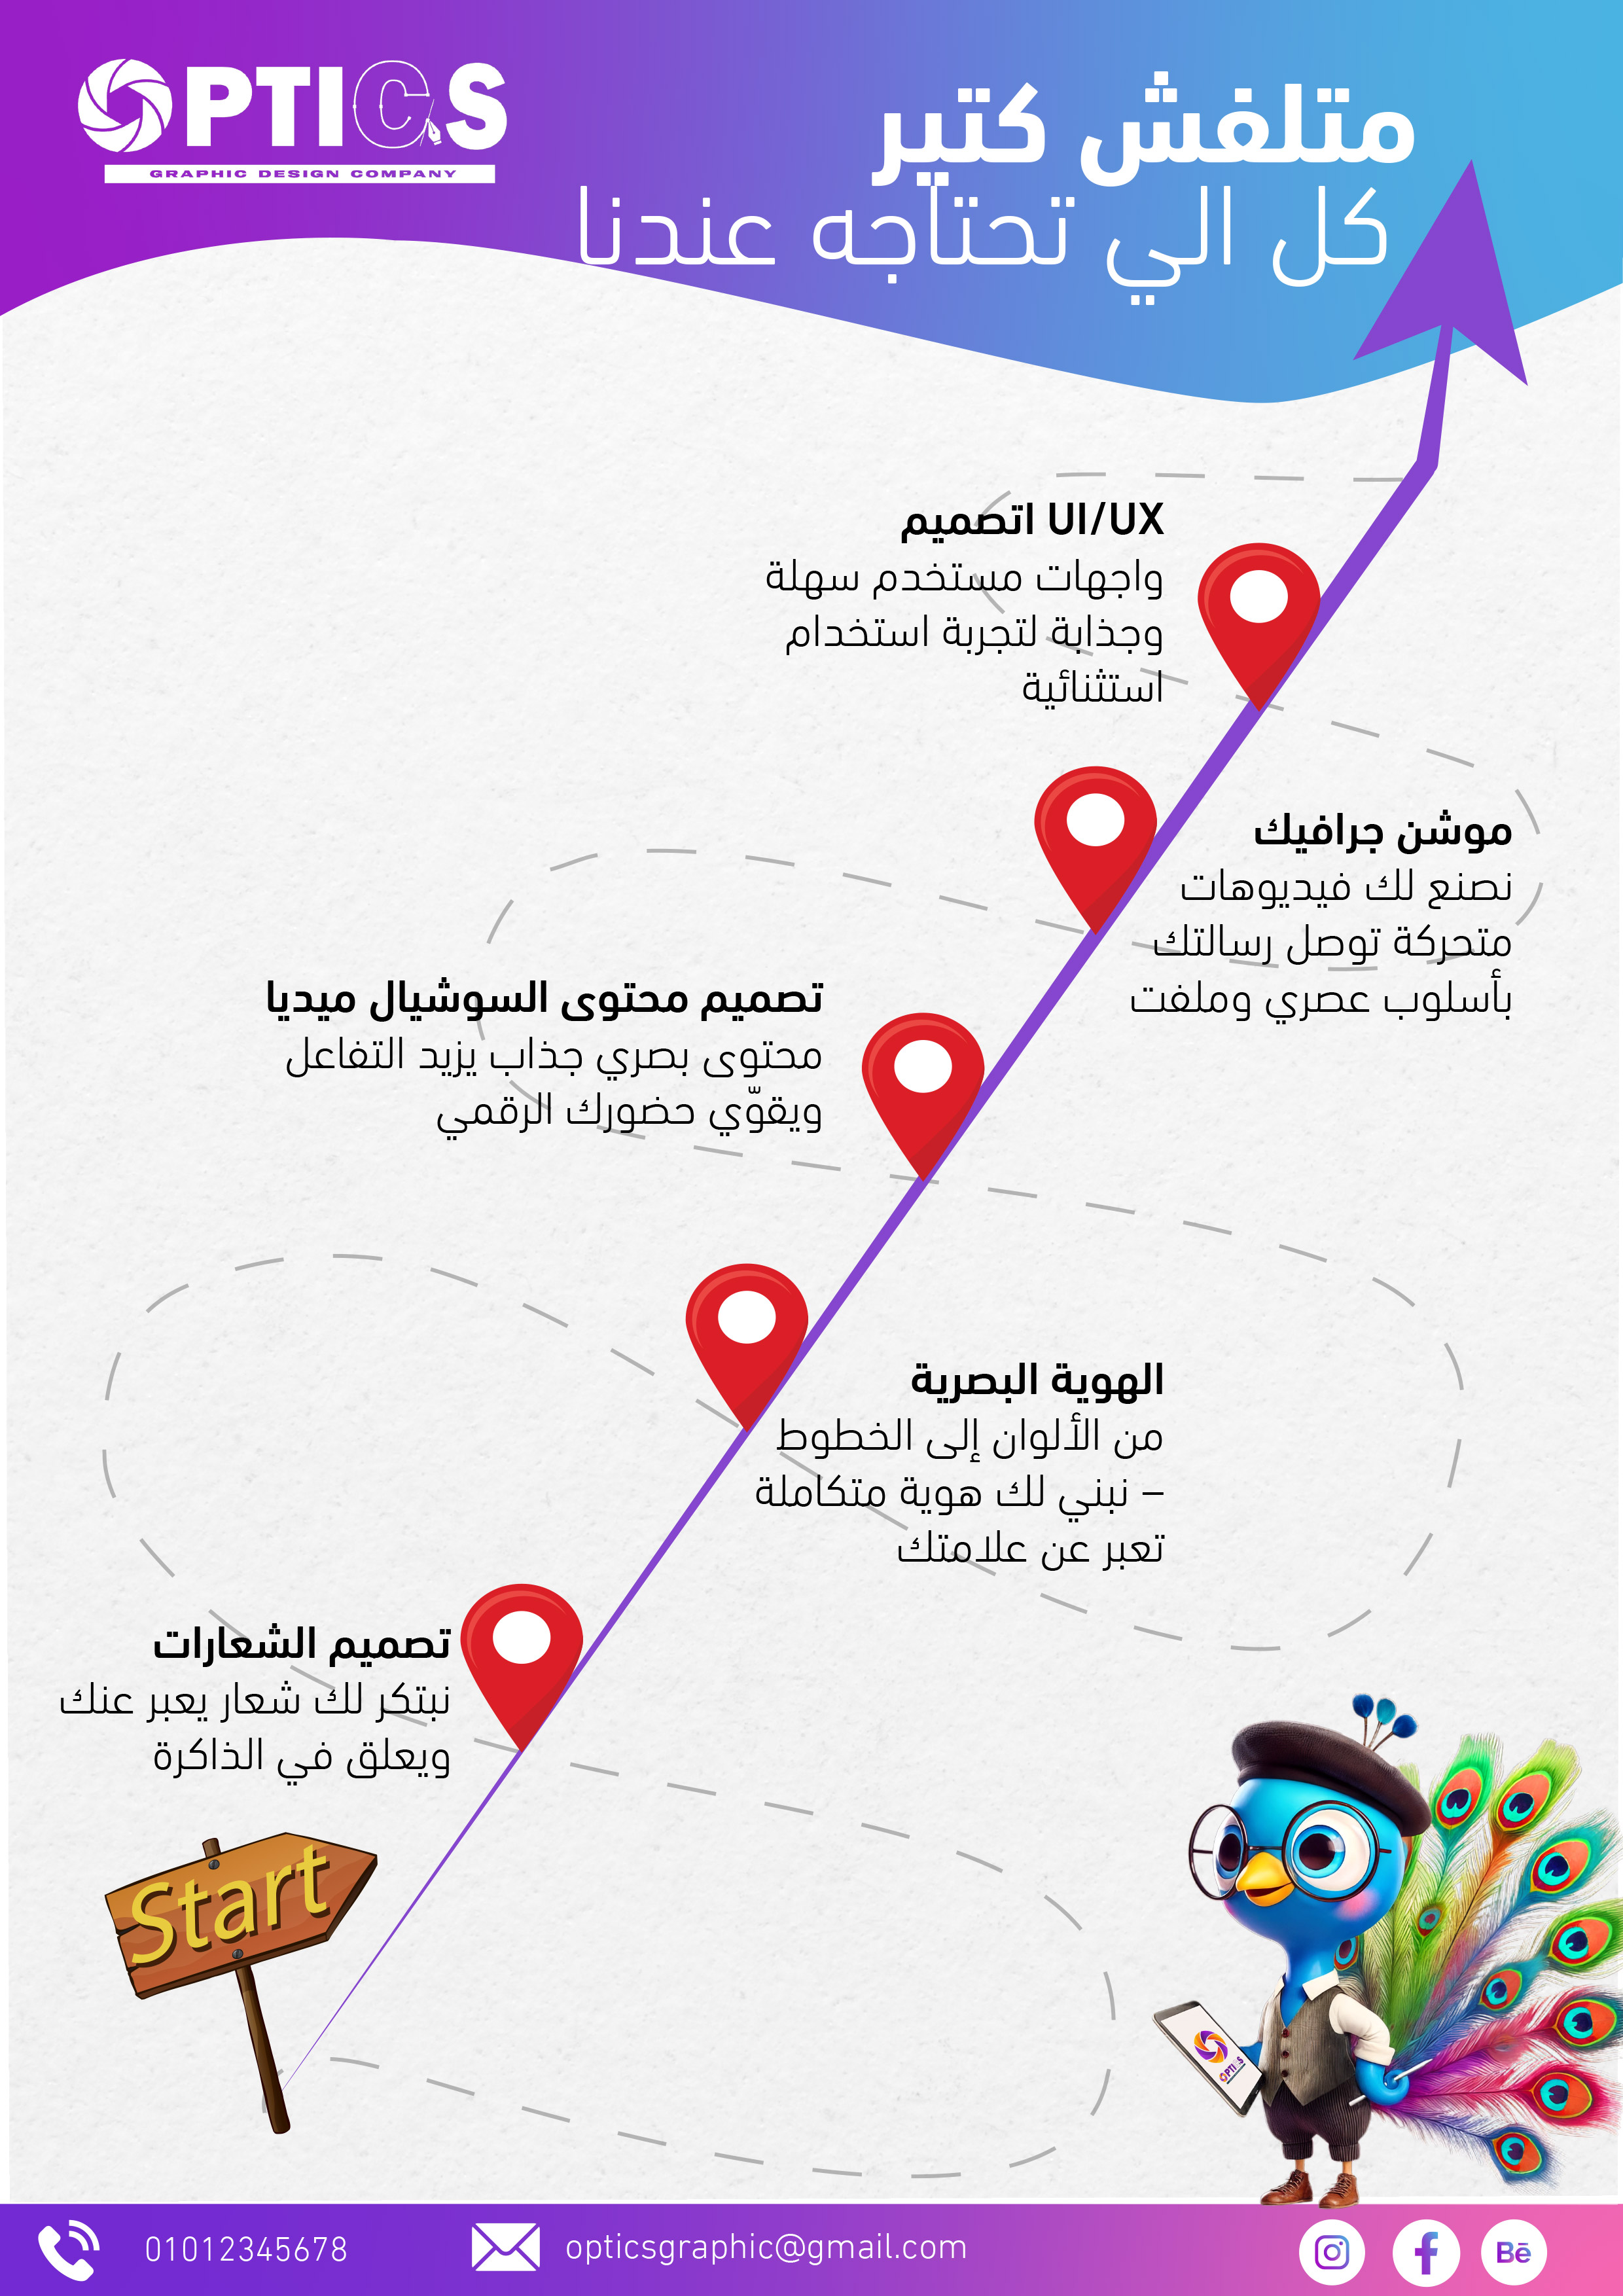 OPTICS
GRAPHIC DESIGN COMPANY
متلفش كتير
كل الي تحتاجه عندنا
UI/UX اتصميم
واجهات مستخدم سهلة
وجذابة لتجربة استخدام
استثنائية
موشن جرافيك
نصنع لك فيديوهات
متحركة توصل رسالتك
بأسلوب عصري وملفت
تصميم محتوى السوشيال ميديا
محتوى بصري جذاب يزيد التفاعل
ويقوّي حضورك الرقمي
الهوية البصرية
من الألوان إلى الخطوط
– نبني لك هوية متكاملة
تعبر عن علامتك
تصميم الشعارات
نبتكر لك شعار يعبر عنك
ويعلق في الذاكرة
Start
OPTICS
01012345678
opticsgraphic@gmail.com
Bē